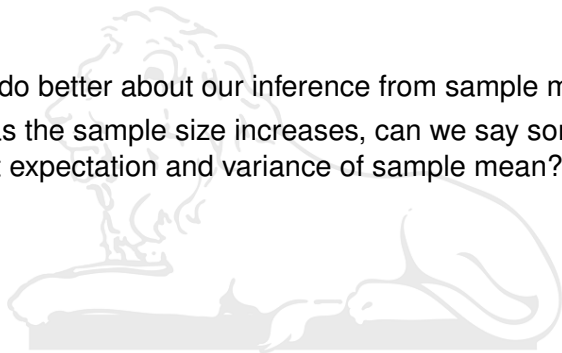 do better about our inference from sample
as the sample size increases, can we say
expectation and variance of sample mean?